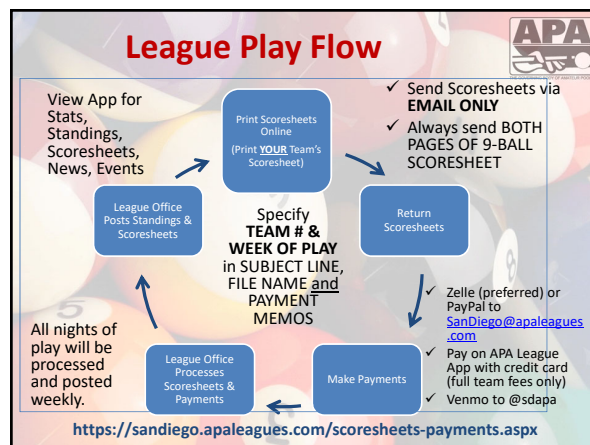 League Play Flow
APA
View App for
Stats,
Standings,
Scoresheets,
News, Events
Print Scoresheets
Online
(Print YOUR Team's
Scoresheet)
✓ Send Scoresheets via
EMAIL ONLY
✓ Always send BOTH
PAGES OF 9-BALL
SCORESHEET
League Office
Posts Standings &
Scoresheets
Specify
TEAM # &
WEEK OF PLAY
in SUBJECT LINE,
FILE NAME and
PAYMENT
MEMOS
Return
Scoresheets
All nights of
play will be
processed
and posted
weekly.
League Office
Processes
Scoresheets &
Payments
Make Payments
✓ Zelle (preferred) or
PayPal to
SanDiego@apaleagues
.com
✓ Pay on APA League
App with credit card
(full team fees only)
✓ Venmo to @sdapa
https://sandiego.apaleagues.com/scoresheets-payments.aspx